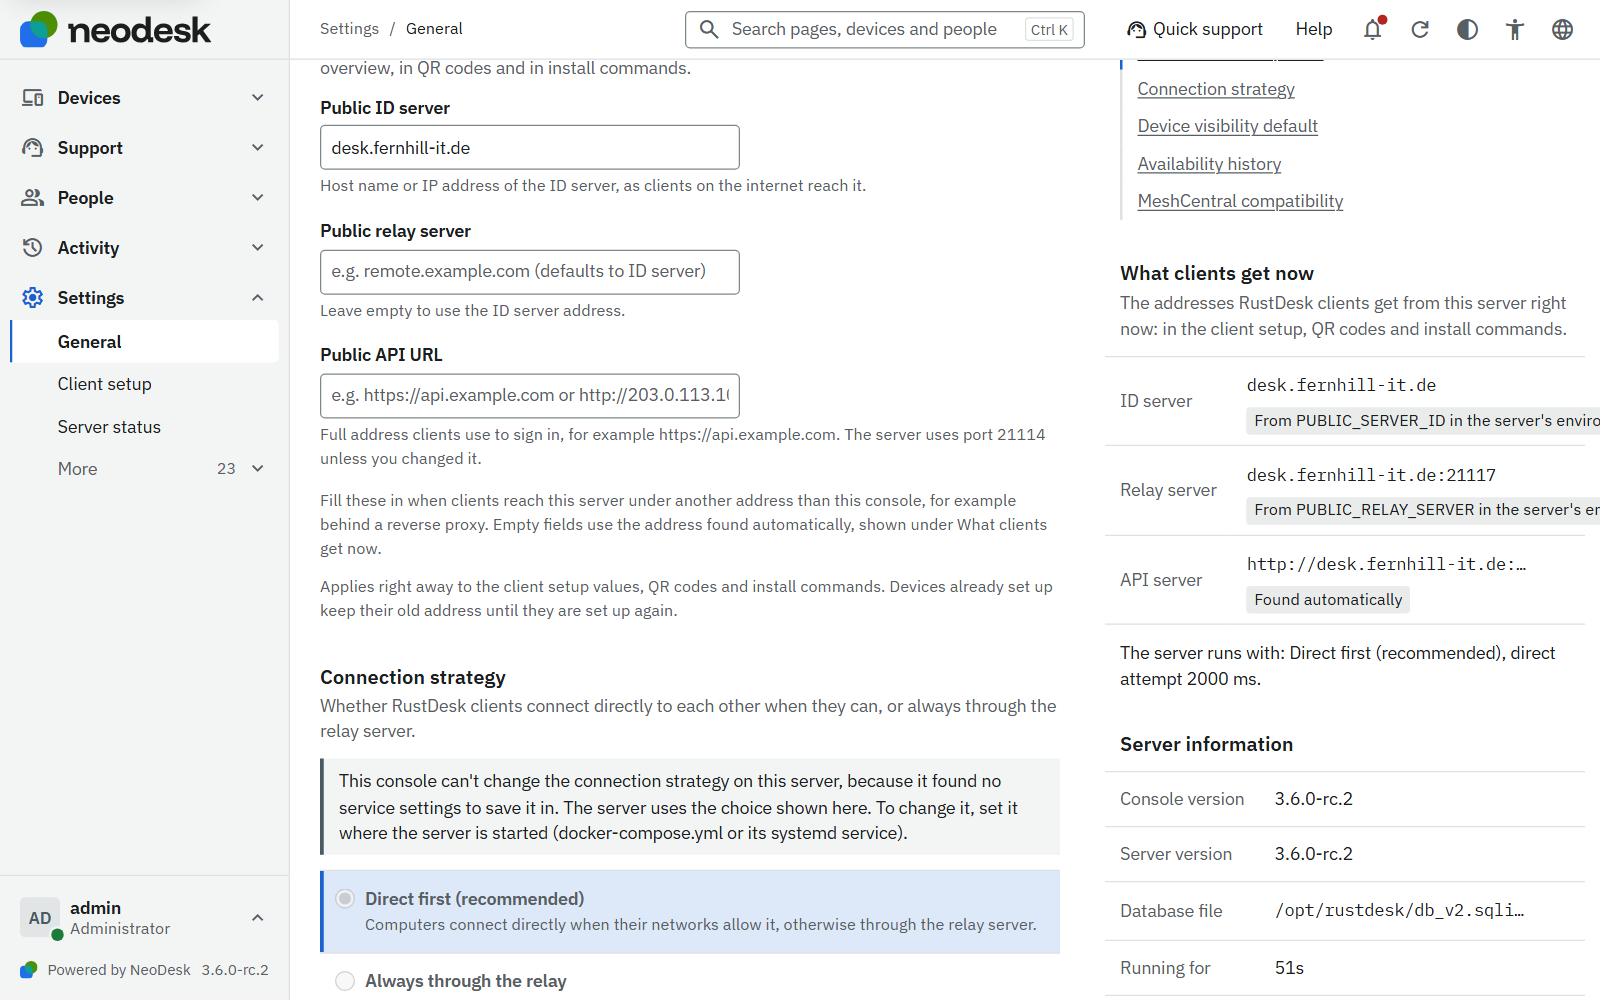 neodesk
Settings / General
Search pages, devices and people Ctrl K
Quick support
Help
Devices
Support
People
Activity
Settings
General
Client setup
Server status
More 23
AD
admin
Administrator
Powered by NeoDesk 3.6.0-rc.2
overview, in QR codes and in install commands.
Public ID server
desk.fernhill-it.de
Host name or IP address of the ID server, as clients on the internet reach it.
Public relay server
e.g. remote.example.com (defaults to ID server)
Leave empty to use the ID server address.
Public API URL
e.g. https://api.example.com or http://203.0.113.1
Full address clients use to sign in, for example https://api.example.com. The server uses port 21114
unless you changed it.
Fill these in when clients reach this server under another address than this console, for example
behind a reverse proxy. Empty fields use the address found automatically, shown under What clients
get now.
Applies right away to the client setup values, QR codes and install commands. Devices already set up
keep their old address until they are set up again.
Connection strategy
Whether RustDesk clients connect directly to each other when they can, or always through the
relay server.
This console can't change the connection strategy on this server, because it found no
service settings to save it in. The server uses the choice shown here. To change it, set it
where the server is started (docker-compose.yml or its systemd service).
Direct first (recommended)
Computers connect directly when their networks allow it, otherwise through the relay server.
Always through the relay
Connection strategy
Device visibility default
Availability history
MeshCentral compatibility
What clients get now
The addresses RustDesk clients get from this server right
now: in the client setup, QR codes and install commands.
ID server
desk.fernhill-it.de
From PUBLIC_SERVER_ID in the server's enviro
Relay server
desk.fernhill-it.de:21117
From PUBLIC_RELAY_SERVER in the server's e
API server
http://desk.fernhill-it.de:…
Found automatically
The server runs with: Direct first (recommended), direct
attempt 2000 ms.
Server information
Console version 3.6.0-rc.2
Server version 3.6.0-rc.2
Database file /opt/rustdesk/db_v2.sqli…
Running for 51s